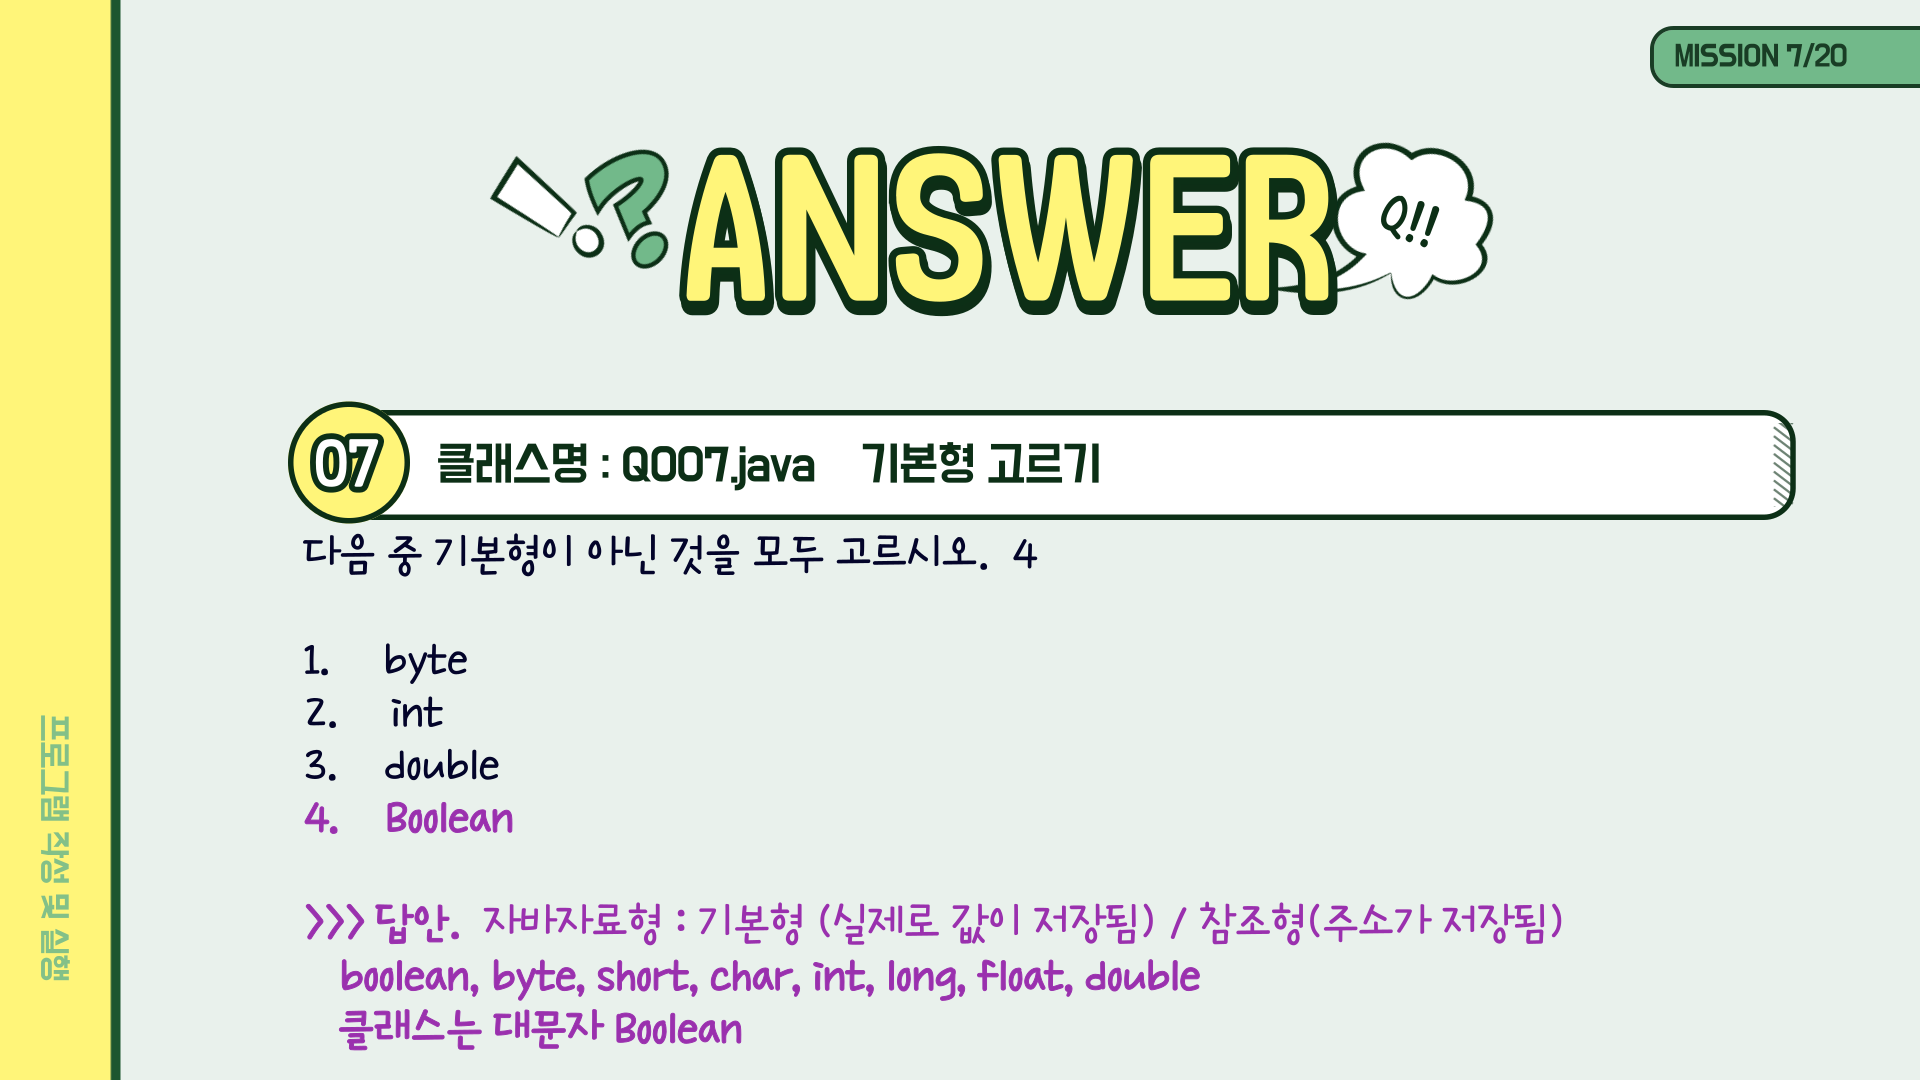 MISSION 7/20
!? ANSWER Q!!
07 클래스명 : Q007.java 기본형 고르기
다음 중 기본형이 아닌 것을 모두 고르시오. 4
1. byte
2. int
3. double
4. Boolean
>>> 답안. 자바자료형 : 기본형 (실제로 값이 저장됨) / 참조형(주소가 저장됨)
boolean, byte, short, char, int, long, float, double
클래스는 대문자 Boolean
프로그램 작성 및 실행